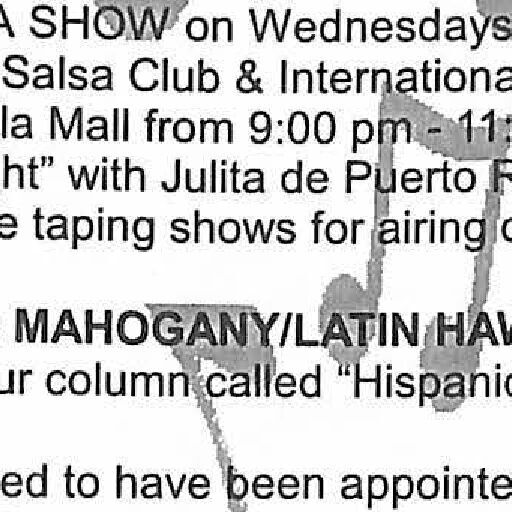 A SHOW on Wednesdays
Salsa Club & Internationa
la Mall from 9:00 pm - 11:
ht" with Julita de Puerto R
e taping shows for airing
MAHOGANY/LATIN HAW
ur column called "Hispanic
ed to have been appointe